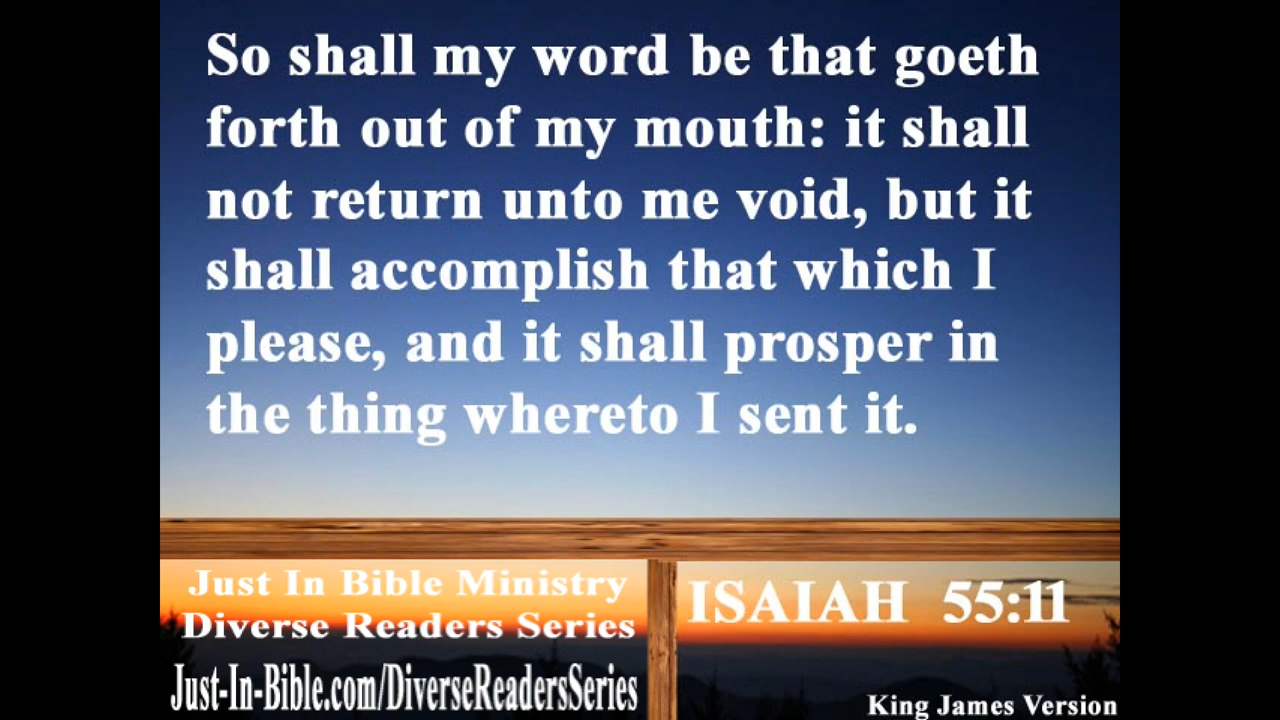 So shall my word be that goeth
forth out of my mouth: it shall
not return unto me void, but it
shall accomplish that which I
please, and it shall prosper in
the thing whereto I sent it.
Just In Bible Ministry
Diverse Readers Series
Just-In-Bible.com/DiverseReadersSeries
ISAIAH 55:11
King James Version